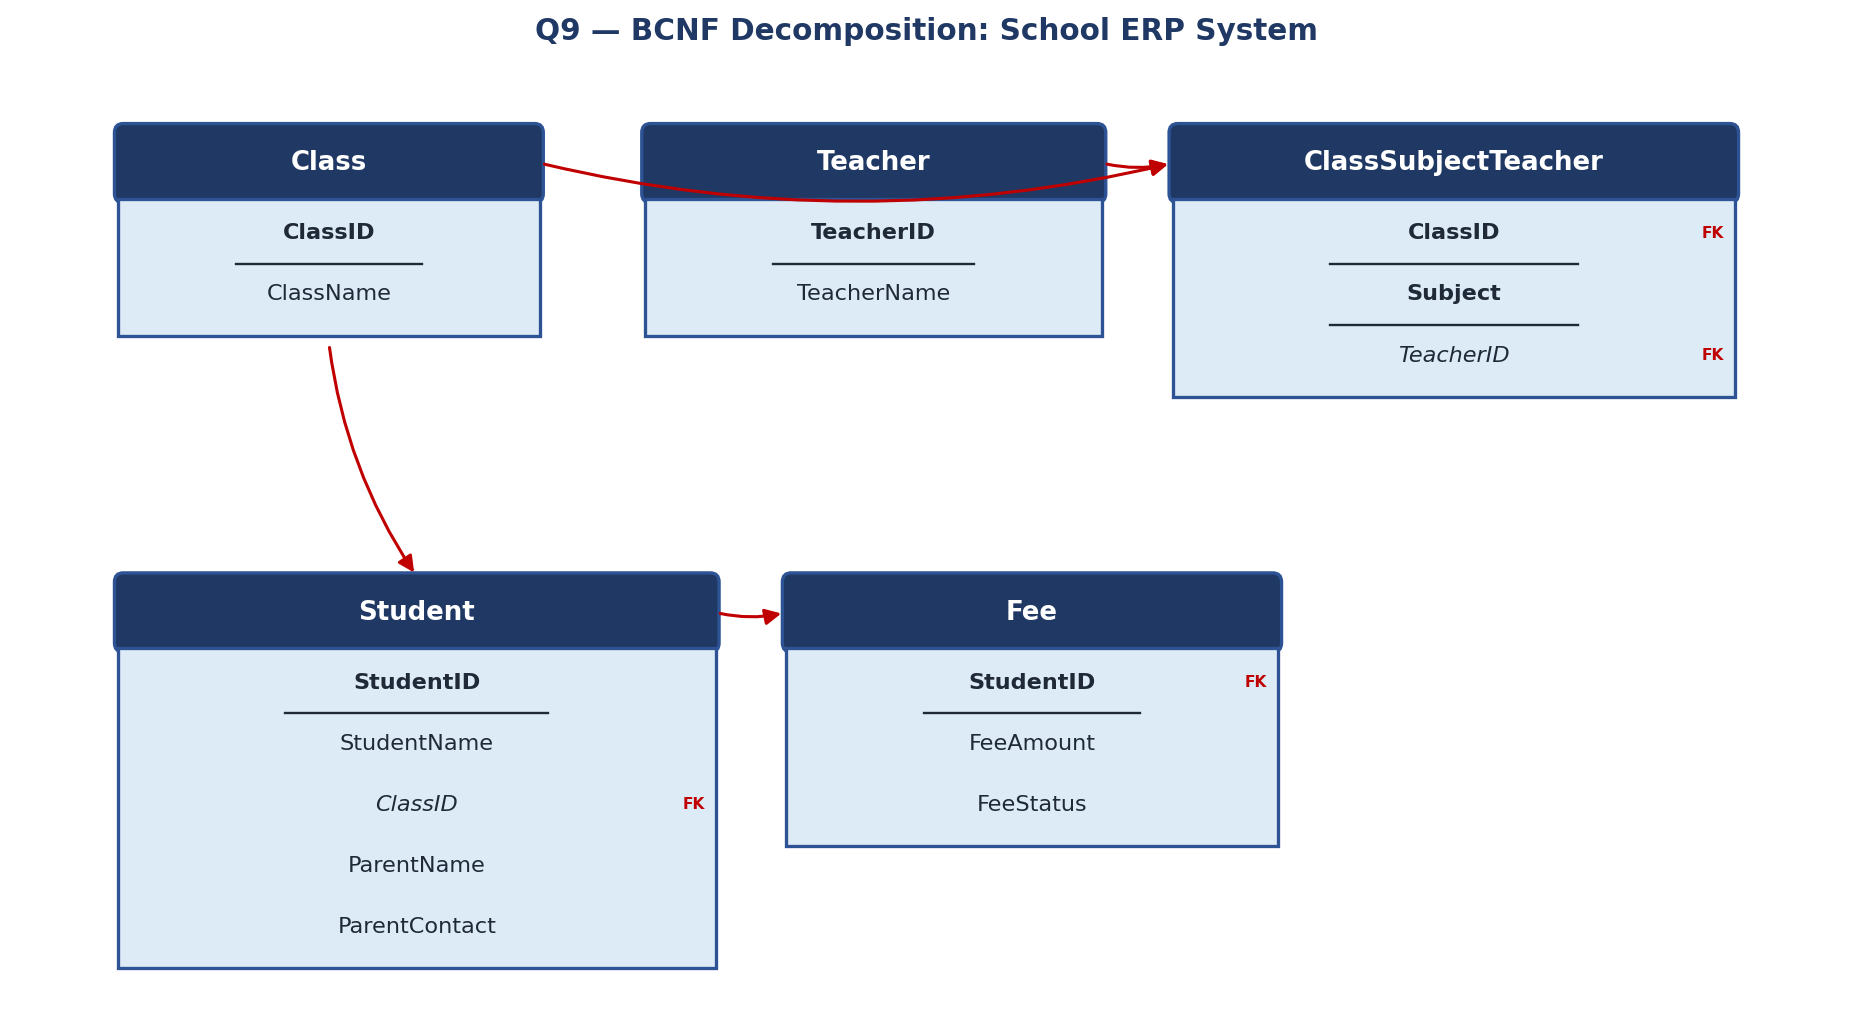 Q9 — BCNF Decomposition: School ERP System
Class
ClassID
ClassName
Teacher
TeacherID
TeacherName
ClassSubjectTeacher
ClassID FK
Subject
TeacherID FK
Student
StudentID
StudentName
ClassID FK
ParentName
ParentContact
Fee
StudentID FK
FeeAmount
FeeStatus